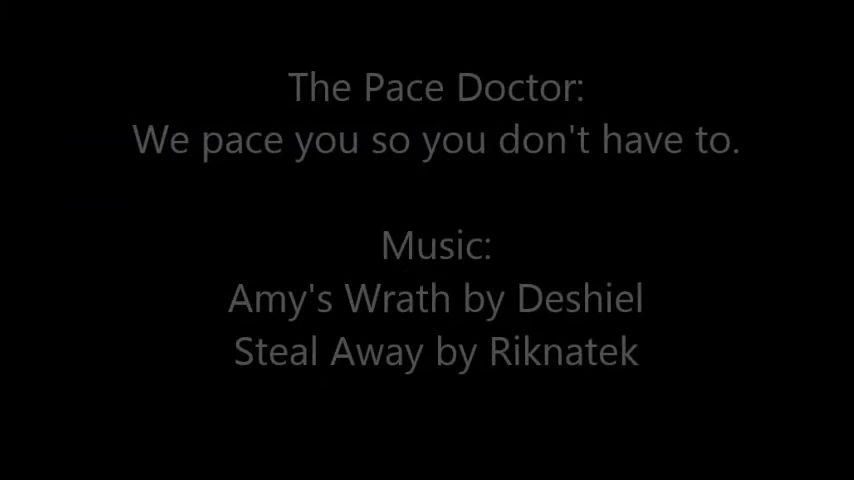 The Pace Doctor:
We pace you so you don't have to.
Music:
Amy's Wrath by Deshiel
Steal Away by Riknatek